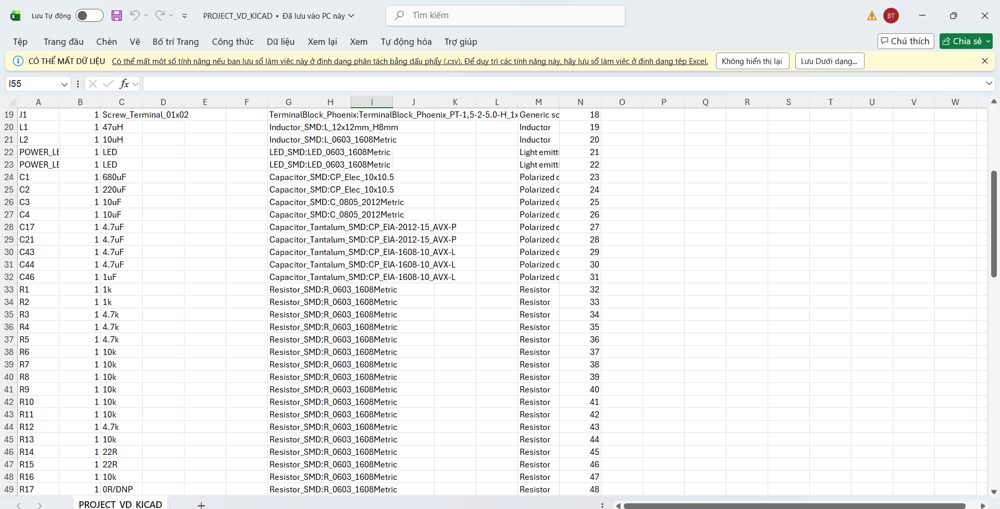 Lưu Tự động PROJECT_VD_KICAD • Đã lưu vào PC này Tìm kiếm BT
Tệp Trang đầu Chèn Vẽ Bố trí Trang Công thức Dữ liệu Xem lại Xem Tự động hóa Trợ giúp Chú thích Chia sẻ
CÓ THỂ MẤT DỮ LIỆU Có thể mất một số tính năng nếu bạn lưu sổ làm việc này ở định dạng phân tách bằng dấu phẩy (.csv). Để duy trì các tính năng này, hãy lưu sổ làm việc ở định dạng tệp Excel. Không hiển thị lại Lưu Dưới dạng...
I55 fx
A B C D E F G H I J K L M N O P Q R S T U V W
19 J1 1 Screw_Terminal_01x02 TerminalBlock_Phoenix:TerminalBlock_Phoenix_PT-1,5-2-5.0-H_1x Generic sc 18
20 L1 1 47uH Inductor_SMD:L_12x12mm_H8mm Inductor 19
21 L2 1 10uH Inductor_SMD:L_0603_1608Metric Inductor 20
22 POWER_LE 1 LED LED_SMD:LED_0603_1608Metric Light emitti 21
23 POWER_LE 1 LED LED_SMD:LED_0603_1608Metric Light emitti 22
24 C1 1 680uF Capacitor_SMD:CP_Elec_10x10.5 Polarized c 23
25 C2 1 220uF Capacitor_SMD:CP_Elec_10x10.5 Polarized c 24
26 C3 1 10uF Capacitor_SMD:C_0805_2012Metric Polarized c 25
27 C4 1 10uF Capacitor_SMD:C_0805_2012Metric Polarized c 26
28 C17 1 4.7uF Capacitor_Tantalum_SMD:CP_EIA-2012-15_AVX-P Polarized c 27
29 C21 1 4.7uF Capacitor_Tantalum_SMD:CP_EIA-2012-15_AVX-P Polarized c 28
30 C43 1 4.7uF Capacitor_Tantalum_SMD:CP_EIA-1608-10_AVX-L Polarized c 29
31 C44 1 4.7uF Capacitor_Tantalum_SMD:CP_EIA-1608-10_AVX-L Polarized c 30
32 C46 1 1uF Capacitor_Tantalum_SMD:CP_EIA-1608-10_AVX-L Polarized c 31
33 R1 1 1k Resistor_SMD:R_0603_1608Metric Resistor 32
34 R2 1 1k Resistor_SMD:R_0603_1608Metric Resistor 33
35 R3 1 4.7k Resistor_SMD:R_0603_1608Metric Resistor 34
36 R4 1 4.7k Resistor_SMD:R_0603_1608Metric Resistor 35
37 R5 1 4.7k Resistor_SMD:R_0603_1608Metric Resistor 36
38 R6 1 10k Resistor_SMD:R_0603_1608Metric Resistor 37
39 R7 1 10k Resistor_SMD:R_0603_1608Metric Resistor 38
40 R8 1 10k Resistor_SMD:R_0603_1608Metric Resistor 39
41 R9 1 10k Resistor_SMD:R_0603_1608Metric Resistor 40
42 R10 1 10k Resistor_SMD:R_0603_1608Metric Resistor 41
43 R11 1 10k Resistor_SMD:R_0603_1608Metric Resistor 42
44 R12 1 4.7k Resistor_SMD:R_0603_1608Metric Resistor 43
45 R13 1 10k Resistor_SMD:R_0603_1608Metric Resistor 44
46 R14 1 22R Resistor_SMD:R_0603_1608Metric Resistor 45
47 R15 1 22R Resistor_SMD:R_0603_1608Metric Resistor 46
48 R16 1 10k Resistor_SMD:R_0603_1608Metric Resistor 47
49 R17 1 0R/DNP Resistor_SMD:R_0603_1608Metric Resistor 48
PROJECT_VD_KICAD